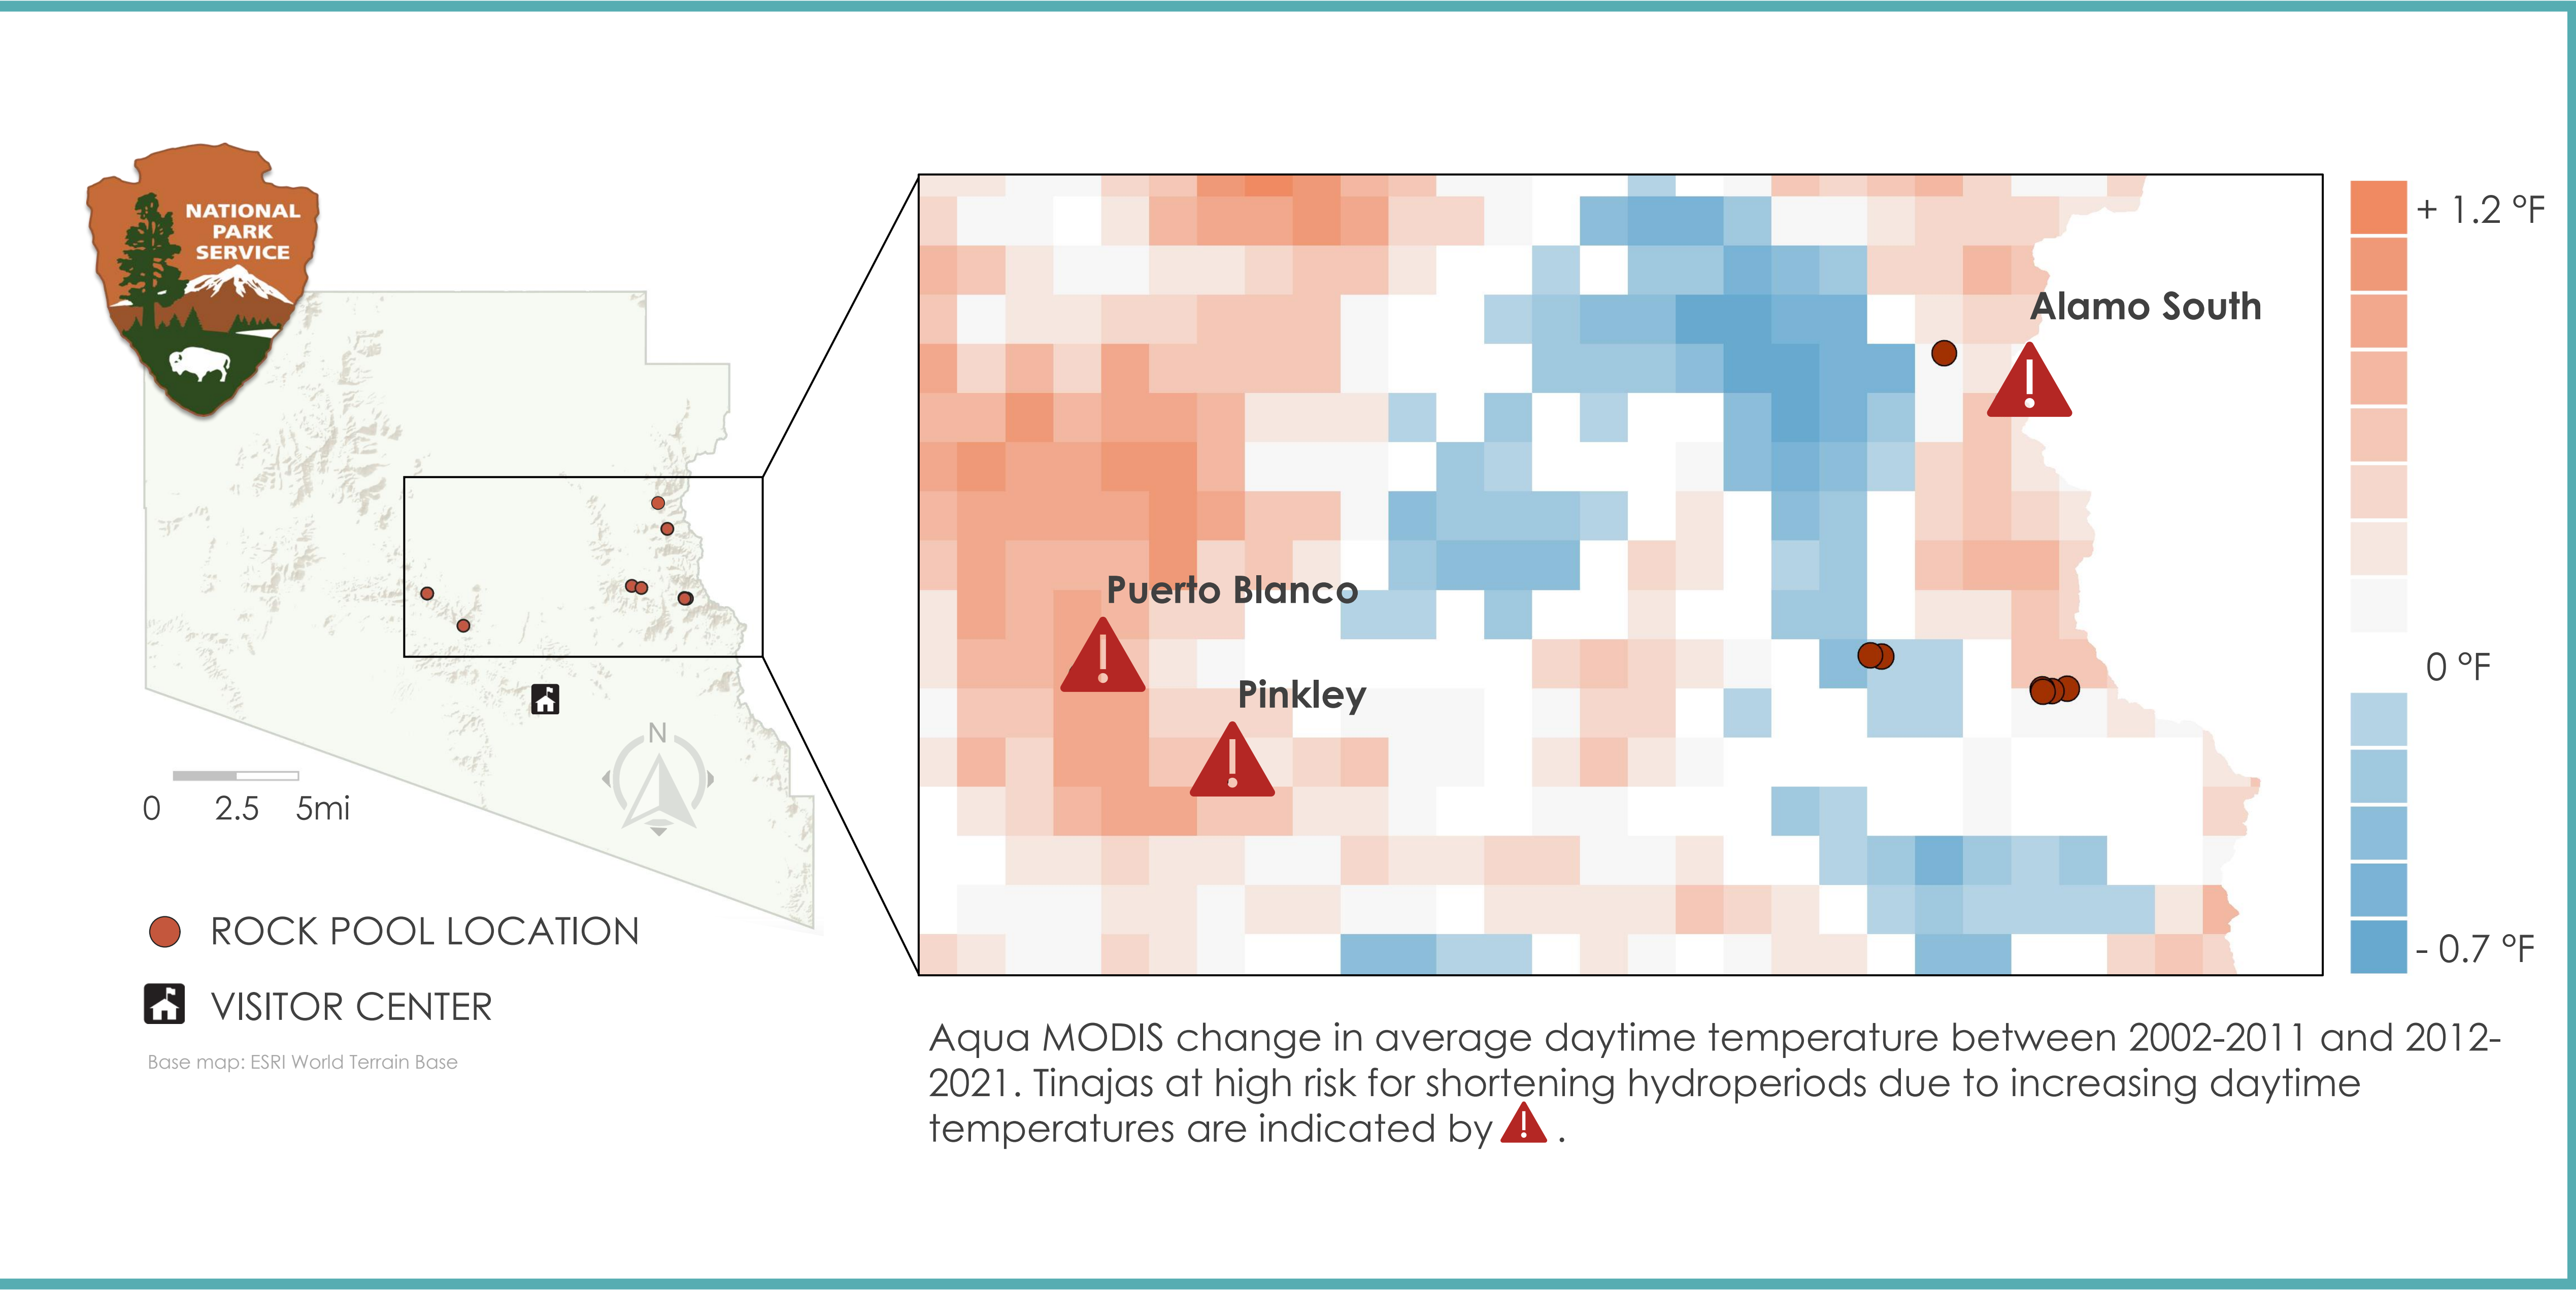 NATIONAL
PARK
SERVICE
N
0 2.5 5mi
ROCK POOL LOCATION
VISITOR CENTER
Base map: ESRI World Terrain Base
Alamo South
Puerto Blanco
Pinkley
+ 1.2 °F
0 °F
- 0.7 °F
Aqua MODIS change in average daytime temperature between 2002-2011 and 2012-
2021. Tinajas at high risk for shortening hydroperiods due to increasing daytime
temperatures are indicated by ! .